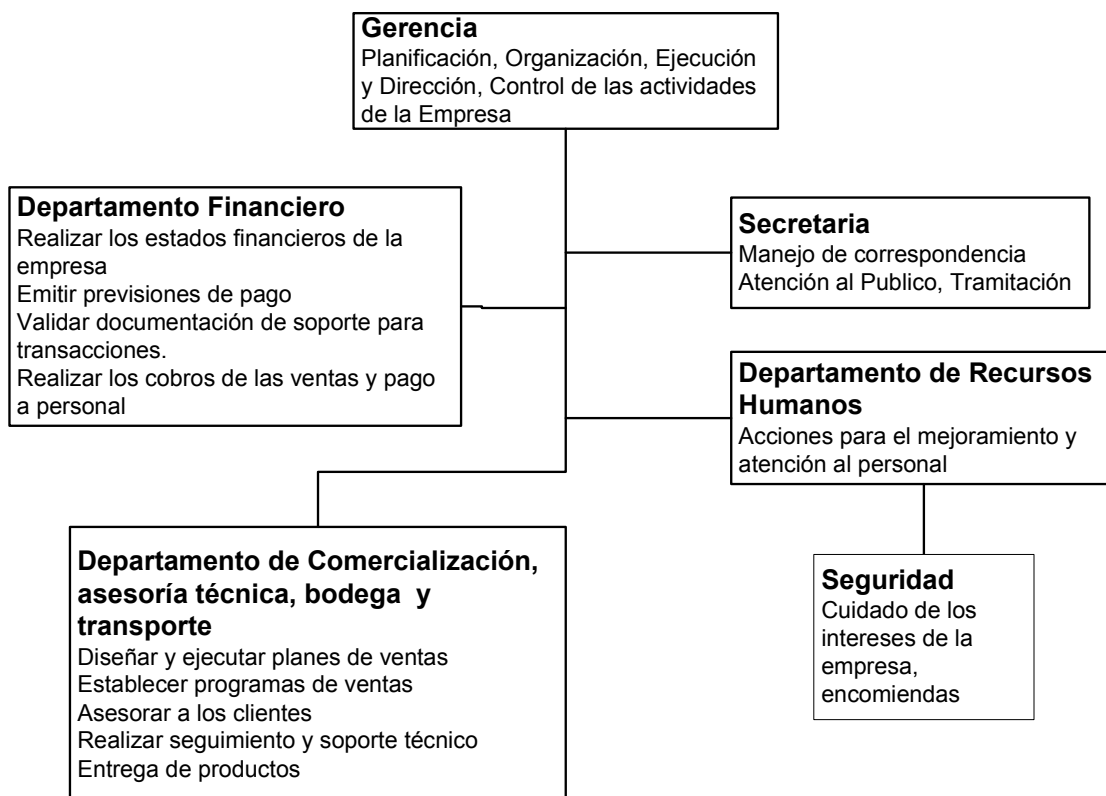 Gerencia
Planificación, Organización, Ejecución
y Dirección, Control de las actividades
de la Empresa
Departamento Financiero
Realizar los estados financieros de la
empresa
Emitir previsiones de pago
Validar documentación de soporte para
transacciones.
Realizar los cobros de las ventas y pago
a personal
Secretaria
Manejo de correspondencia
Atención al Publico, Tramitación
Departamento de Recursos
Humanos
Acciones para el mejoramiento y
atención al personal
Departamento de Comercialización,
asesoría técnica, bodega y
transporte
Diseñar y ejecutar planes de ventas
Establecer programas de ventas
Asesorar a los clientes
Realizar seguimiento y soporte técnico
Entrega de productos
Seguridad
Cuidado de los
intereses de la
empresa,
encomiendas